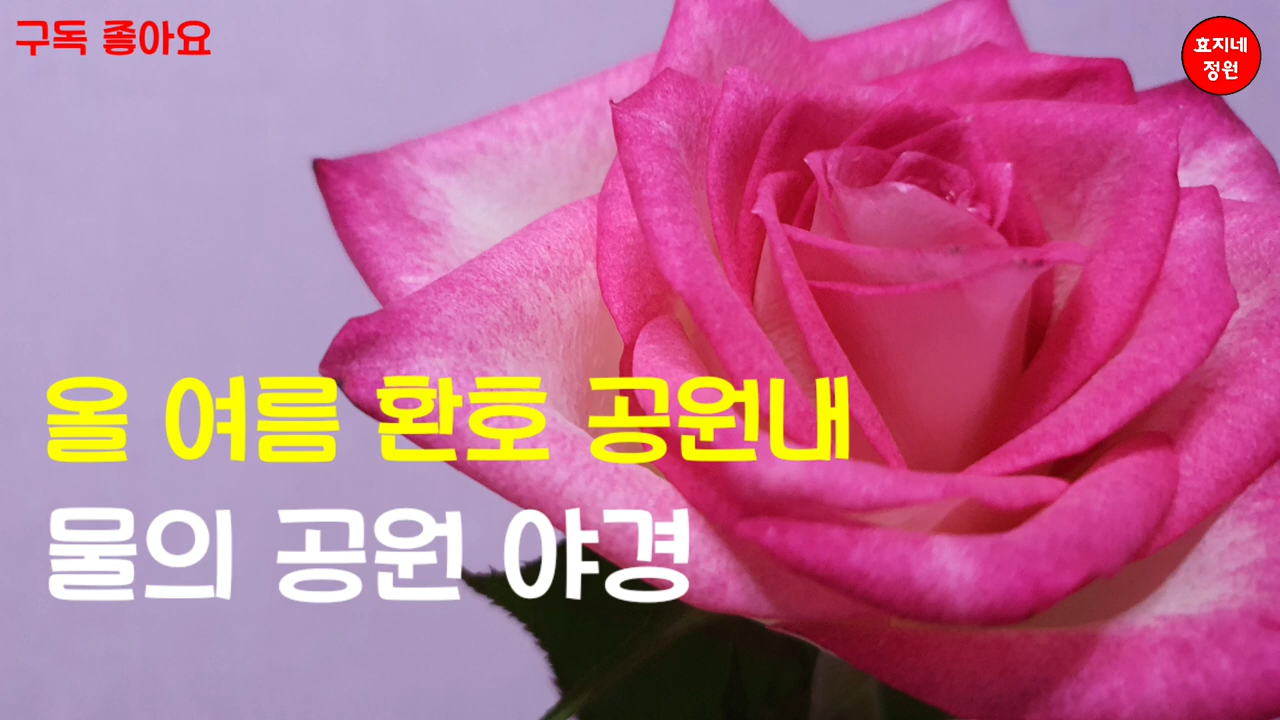 구독 좋아요
효지네
정원
올 여름 환호 공원내
물의 공원 야경